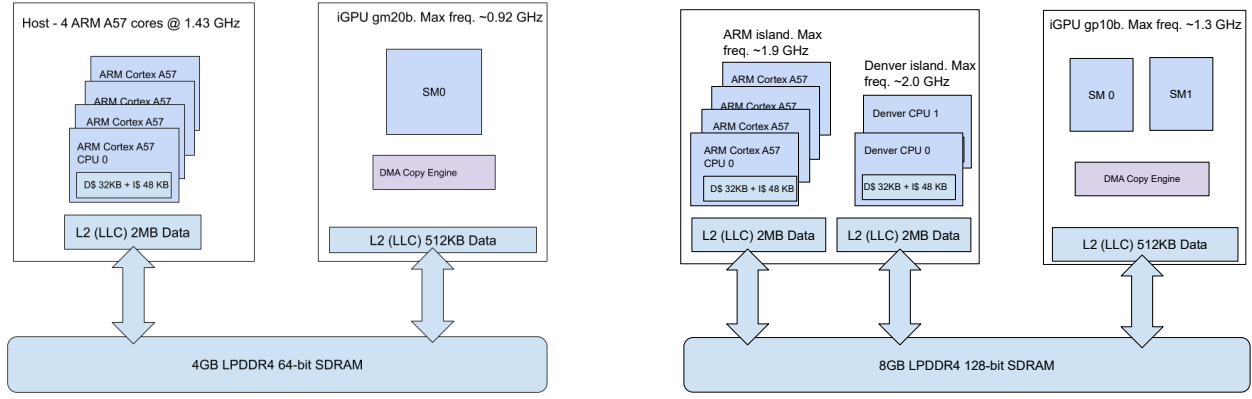 Host - 4 ARM A57 cores @ 1.43 GHz
ARM Cortex A57
ARM Cortex A57
ARM Cortex A57
ARM Cortex A57
CPU 0
D$ 32KB + I$ 48 KB
L2 (LLC) 2MB Data
iGPU gm20b. Max freq. ~0.92 GHz
SM0
DMA Copy Engine
L2 (LLC) 512KB Data
4GB LPDDR4 64-bit SDRAM
ARM island. Max
freq. ~1.9 GHz
ARM Cortex A57
ARM Cortex A57
ARM Cortex A57
ARM Cortex A57
CPU 0
D$ 32KB + I$ 48 KB
L2 (LLC) 2MB Data
Denver island. Max
freq. ~2.0 GHz
Denver CPU 1
Denver CPU 0
D$ 32KB + I$ 48 KB
L2 (LLC) 2MB Data
iGPU gp10b. Max freq. ~1.3 GHz
SM 0
SM1
DMA Copy Engine
L2 (LLC) 512KB Data
8GB LPDDR4 128-bit SDRAM